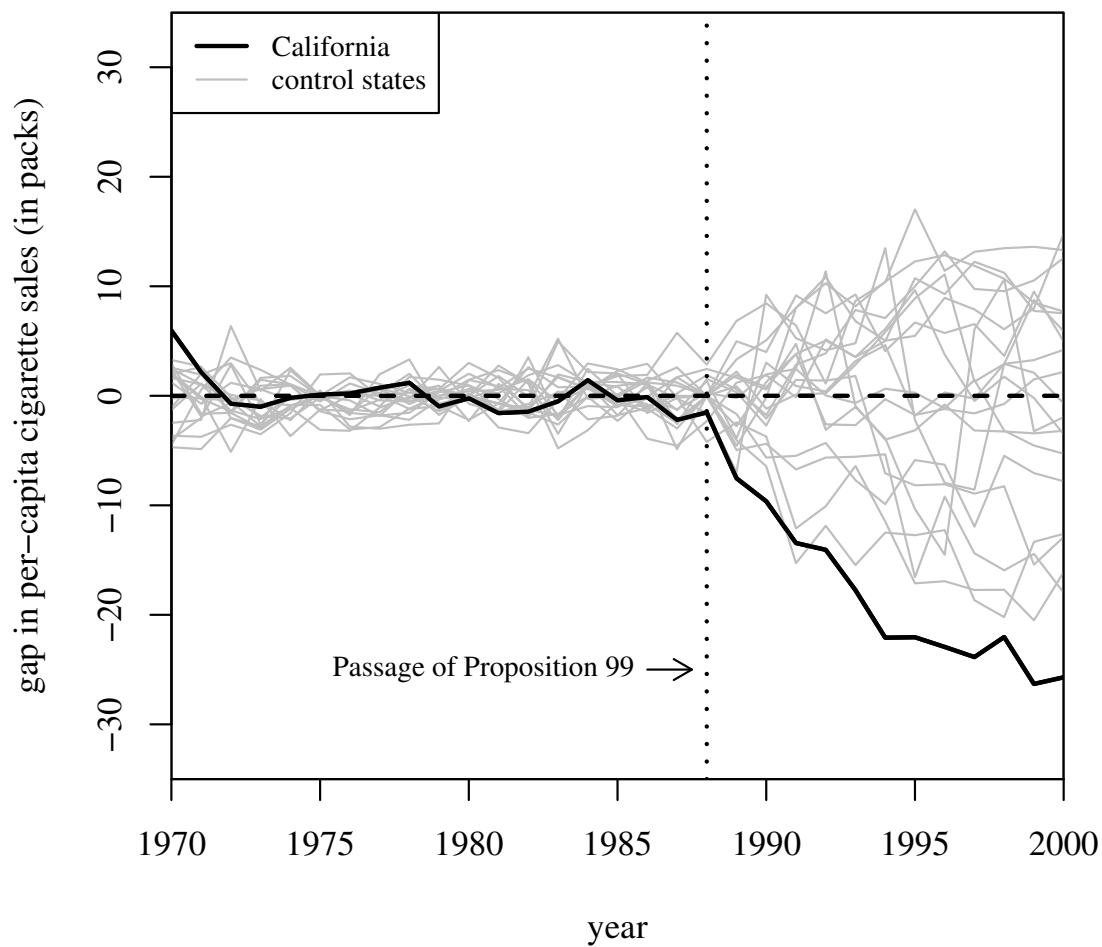 California
control states
gap in per−capita cigarette sales (in packs)
30
20
10
0
−10
−20
−30
Passage of Proposition 99
1970 1975 1980 1985 1990 1995 2000
year